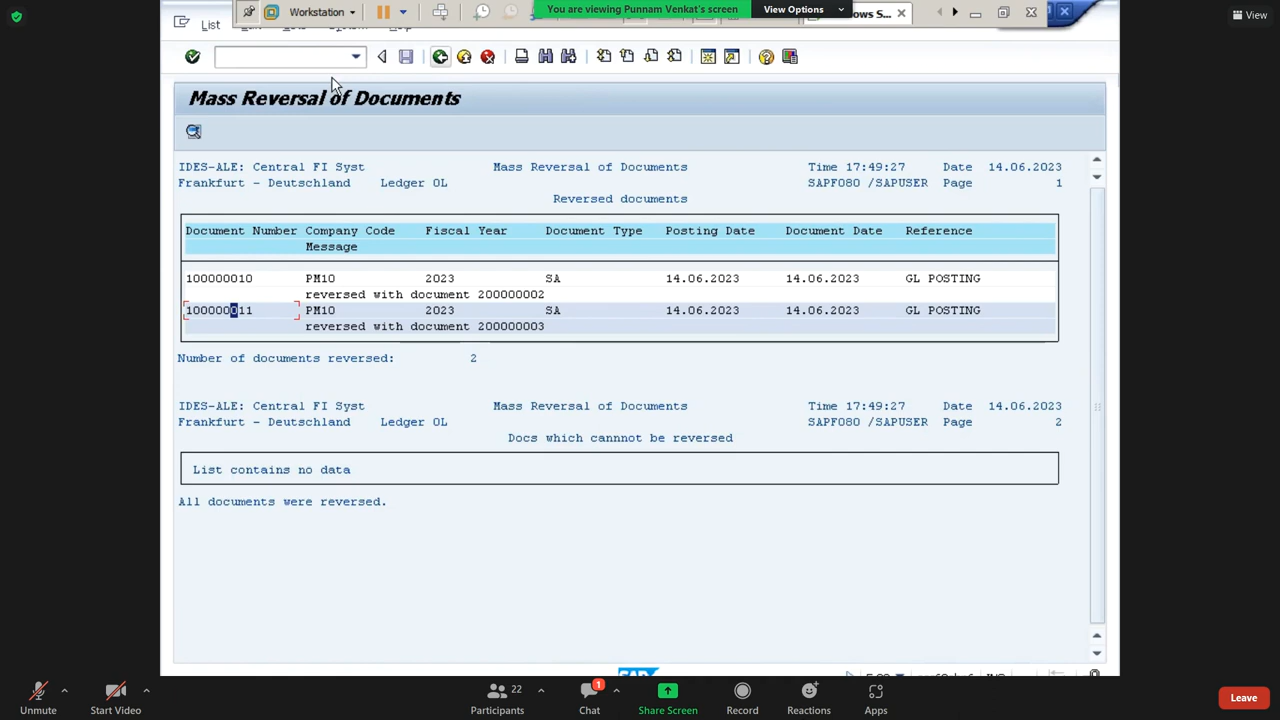 Workstation
You are viewing Punnam Venkat's screen
View Options
ows S...
View
List
Mass Reversal of Documents
IDES-ALE: Central FI Syst Mass Reversal of Documents Time 17:49:27 Date 14.06.2023
Frankfurt - Deutschland Ledger OL SAPF080 /SAPUSER Page 1
Reversed documents
Document Number Company Code Fiscal Year Document Type Posting Date Document Date Reference
Message
100000010 PM10 2023 SA 14.06.2023 14.06.2023 GL POSTING
reversed with document 200000002
100000011 PM10 2023 SA 14.06.2023 14.06.2023 GL POSTING
reversed with document 200000003
Number of documents reversed: 2
IDES-ALE: Central FI Syst Mass Reversal of Documents Time 17:49:27 Date 14.06.2023
Frankfurt - Deutschland Ledger OL SAPF080 /SAPUSER Page 2
Docs which cannnot be reversed
List contains no data
All documents were reversed.
SAP
Unmute
Start Video
22
Participants
1
Chat
Share Screen
Record
Reactions
Apps
Leave